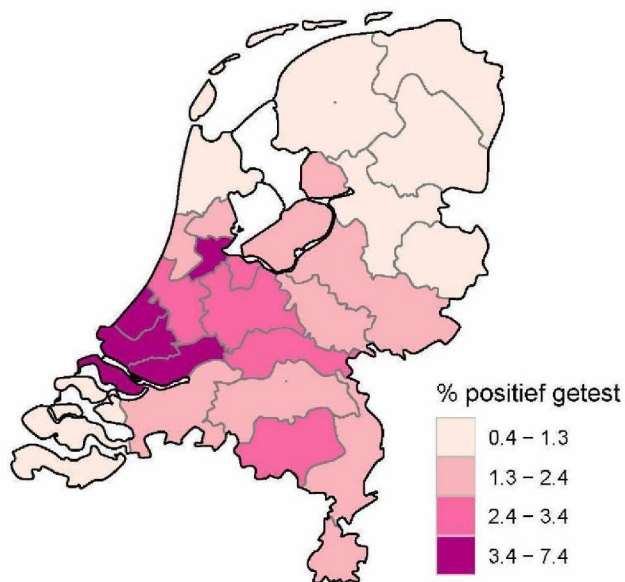 % positief getest
0.4 – 1.3
1.3 – 2.4
2.4 – 3.4
3.4 – 7.4